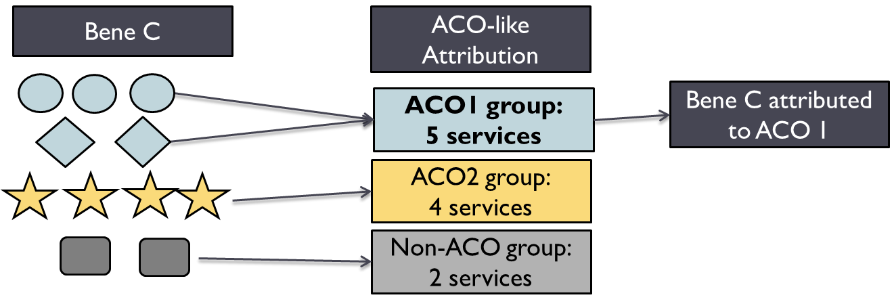 Bene C
ACO-like
Attribution
ACO1 group:
5 services
Bene C attributed
to ACO 1
ACO2 group:
4 services
Non-ACO group:
2 services